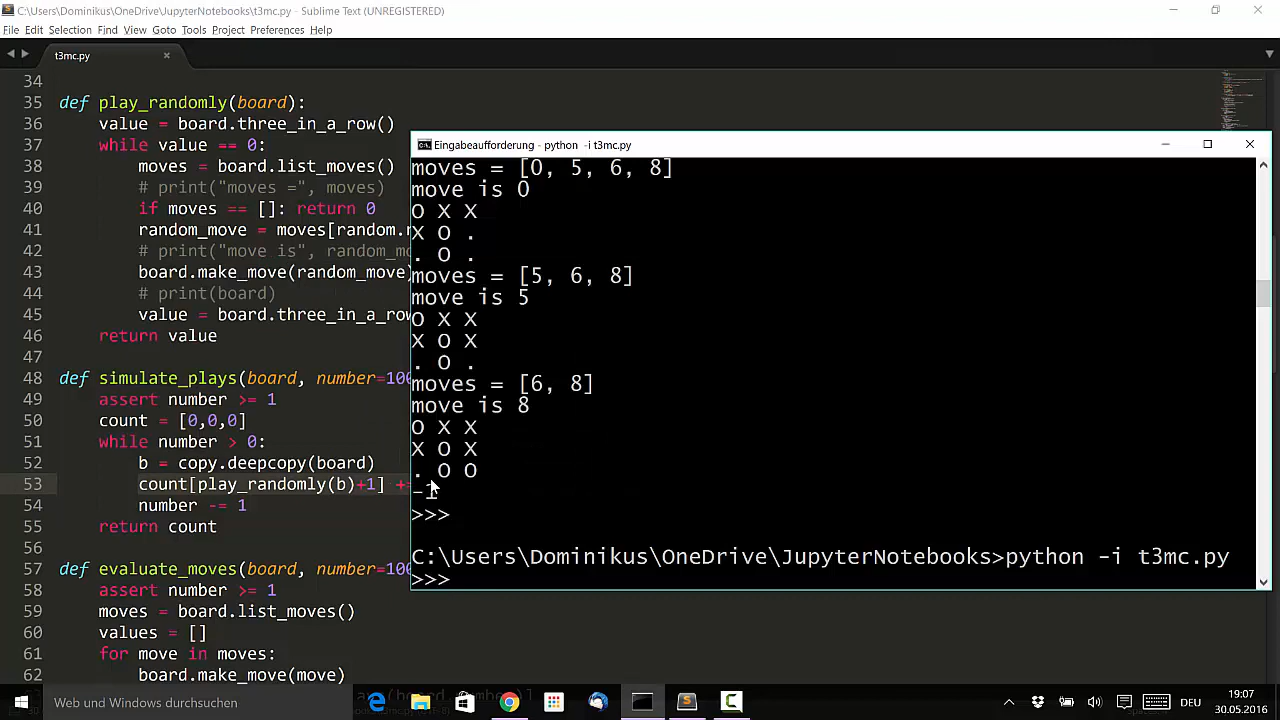 C:\Users\Dominikus\OneDrive\JupyterNotebooks\t3mc.py - Sublime Text (UNREGISTERED)
File Edit Selection Find View Goto Tools Project Preferences Help
t3mc.py
34
35 def play_randomly(board):
36 value = board.three_in_a_row()
37 while value == 0:
38 moves = board.list_moves()
39 # print("moves =", moves)
40 if moves == []: return 0
41 random_move = moves[random.r
42 # print("move is", random_mo
43 board.make_move(random_move)
44 # print(board)
45 value = board.three_in_a_row
46 return value
47
48 def simulate_plays(board, number=100
49 assert number >= 1
50 count = [0,0,0]
51 while number > 0:
52 b = copy.deepcopy(board)
53 count[play_randomly(b)+1] +=
54 number -= 1
55 return count
56
57 def evaluate_moves(board, number=100
58 assert number >= 1
59 moves = board.list_moves()
60 values = []
61 for move in moves:
62 board.make_move(move)
Eingabeaufforderung - python -i t3mc.py
moves = [0, 5, 6, 8]
move is 0
O X X
X O .
. O .
moves = [5, 6, 8]
move is 5
O X X
X O X
. O .
moves = [6, 8]
move is 8
O X X
X O X
. O O
-1
>>>
C:\Users\Dominikus\OneDrive\JupyterNotebooks>python -i t3mc.py
>>>
Web und Windows durchsuchen
DEU
19:07
30.05.2016